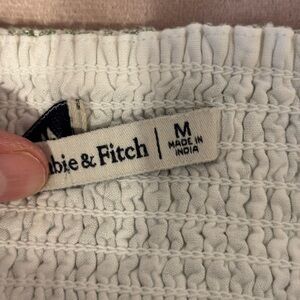 bie & Fitch
M
MADE IN
INDIA